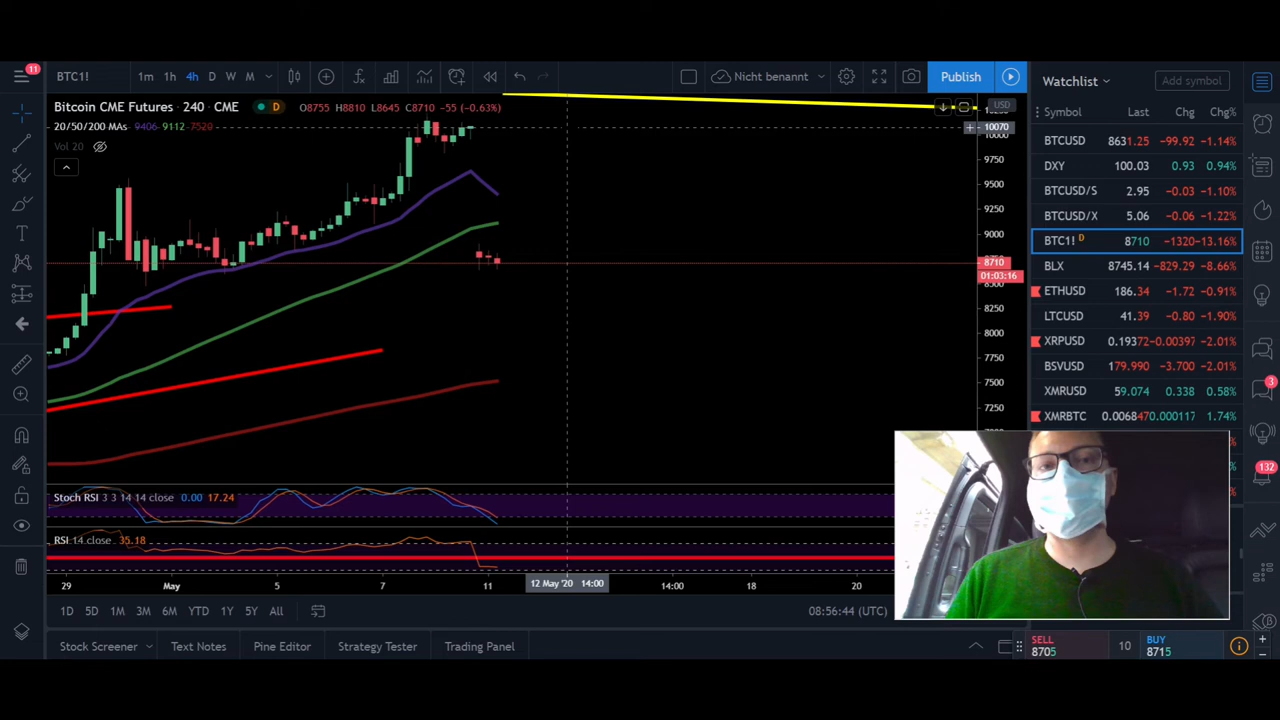 11
BTC1!
1m 1h 4h D W M
Nicht benannt
Publish
Watchlist
Add symbol
Bitcoin CME Futures · 240 · CME
D
O8755 H8810 L8645 C8710 −55 (−0.63%)
20/50/200 MAs 9406 9112 7520
Vol 20
USD
10070
10000
9750
9500
9250
9000
8710
01:03:16
8500
8250
8000
7750
7500
7250
Symbol Last Chg Chg%
BTCUSD 8631.25 −99.92 −1.14%
DXY 100.03 0.93 0.94%
BTCUSD/S 2.95 −0.03 −1.10%
BTCUSD/X 5.06 −0.06 −1.22%
BTC1! D 8710 −1320 −13.16%
BLX 8745.14 −829.29 −8.66%
ETHUSD 186.34 −1.72 −0.91%
LTCUSD 41.39 −0.80 −1.90%
XRPUSD 0.19372 −0.00397 −2.01%
BSVUSD 179.990 −3.700 −2.01%
XMRUSD 59.074 0.338 0.58%
XMRBTC 0.006847 0.000117 1.74%
3
132
Stoch RSI 3 3 14 14 close 0.00 17.24
RSI 14 close 35.18
29 May 5 7 11 12 May '20 14:00 14:00 18 20
1D 5D 1M 3M 6M YTD 1Y 5Y All
08:56:44 (UTC)
Stock Screener Text Notes Pine Editor Strategy Tester Trading Panel
SELL
8705
10
BUY
8715